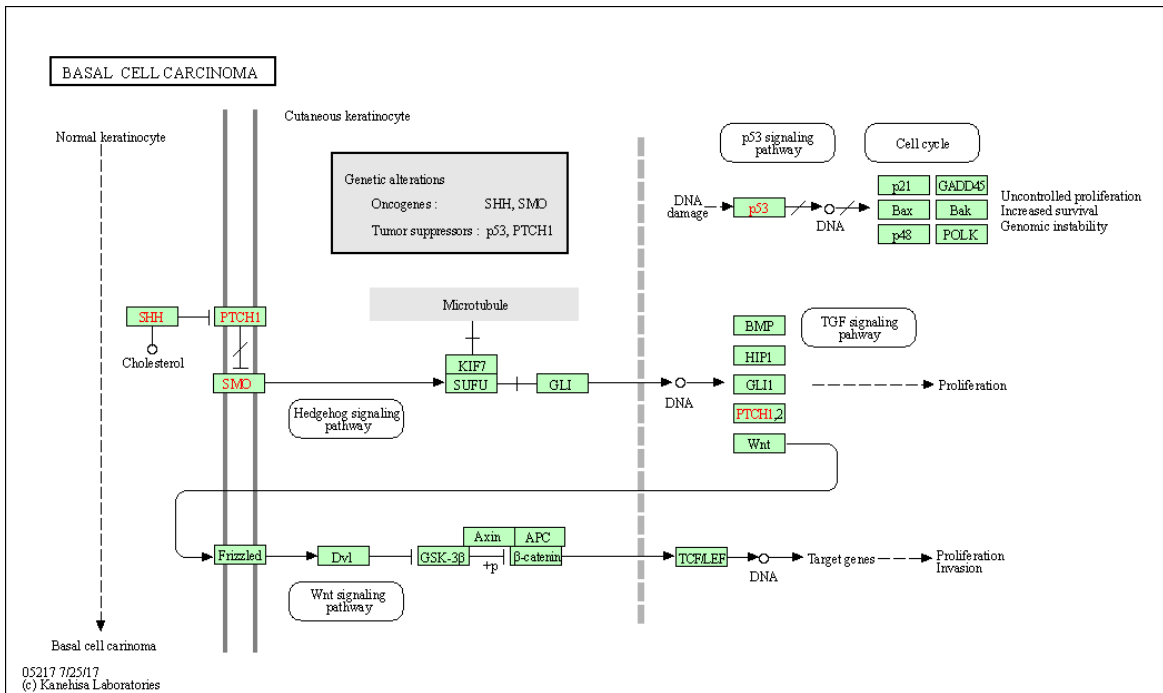 BASAL CELL CARCINOMA
Normal keratinocyte
Cutaneous keratinocyte
p53 signaling
pathway
Cell cycle
Genetic alterations
Oncogenes : SHH, SMO
Tumor suppressors : p53, PTCH1
DNA
damage
p53
DNA
p21
GADD45
Bax
Bak
p48
POLK
Uncontrolled proliferation
Increased survival
Genomic instability
SHH
PTCH1
Cholesterol
SMO
Microtubule
KIF7
SUFU
GLI
Hedgehog signaling
pathway
DNA
BMP
HIP1
GLI1
PTCH1,2
Wnt
TGF signaling
pahway
Proliferation
Frizzled
Dvl
GSK-3β
Axin
APC
+p
β-catenin
Wnt signaling
pathway
TCF/LEF
DNA
Target genes
Proliferation
Invasion
Basal cell carinoma
05217 7/25/17
(c) Kanehisa Laboratories